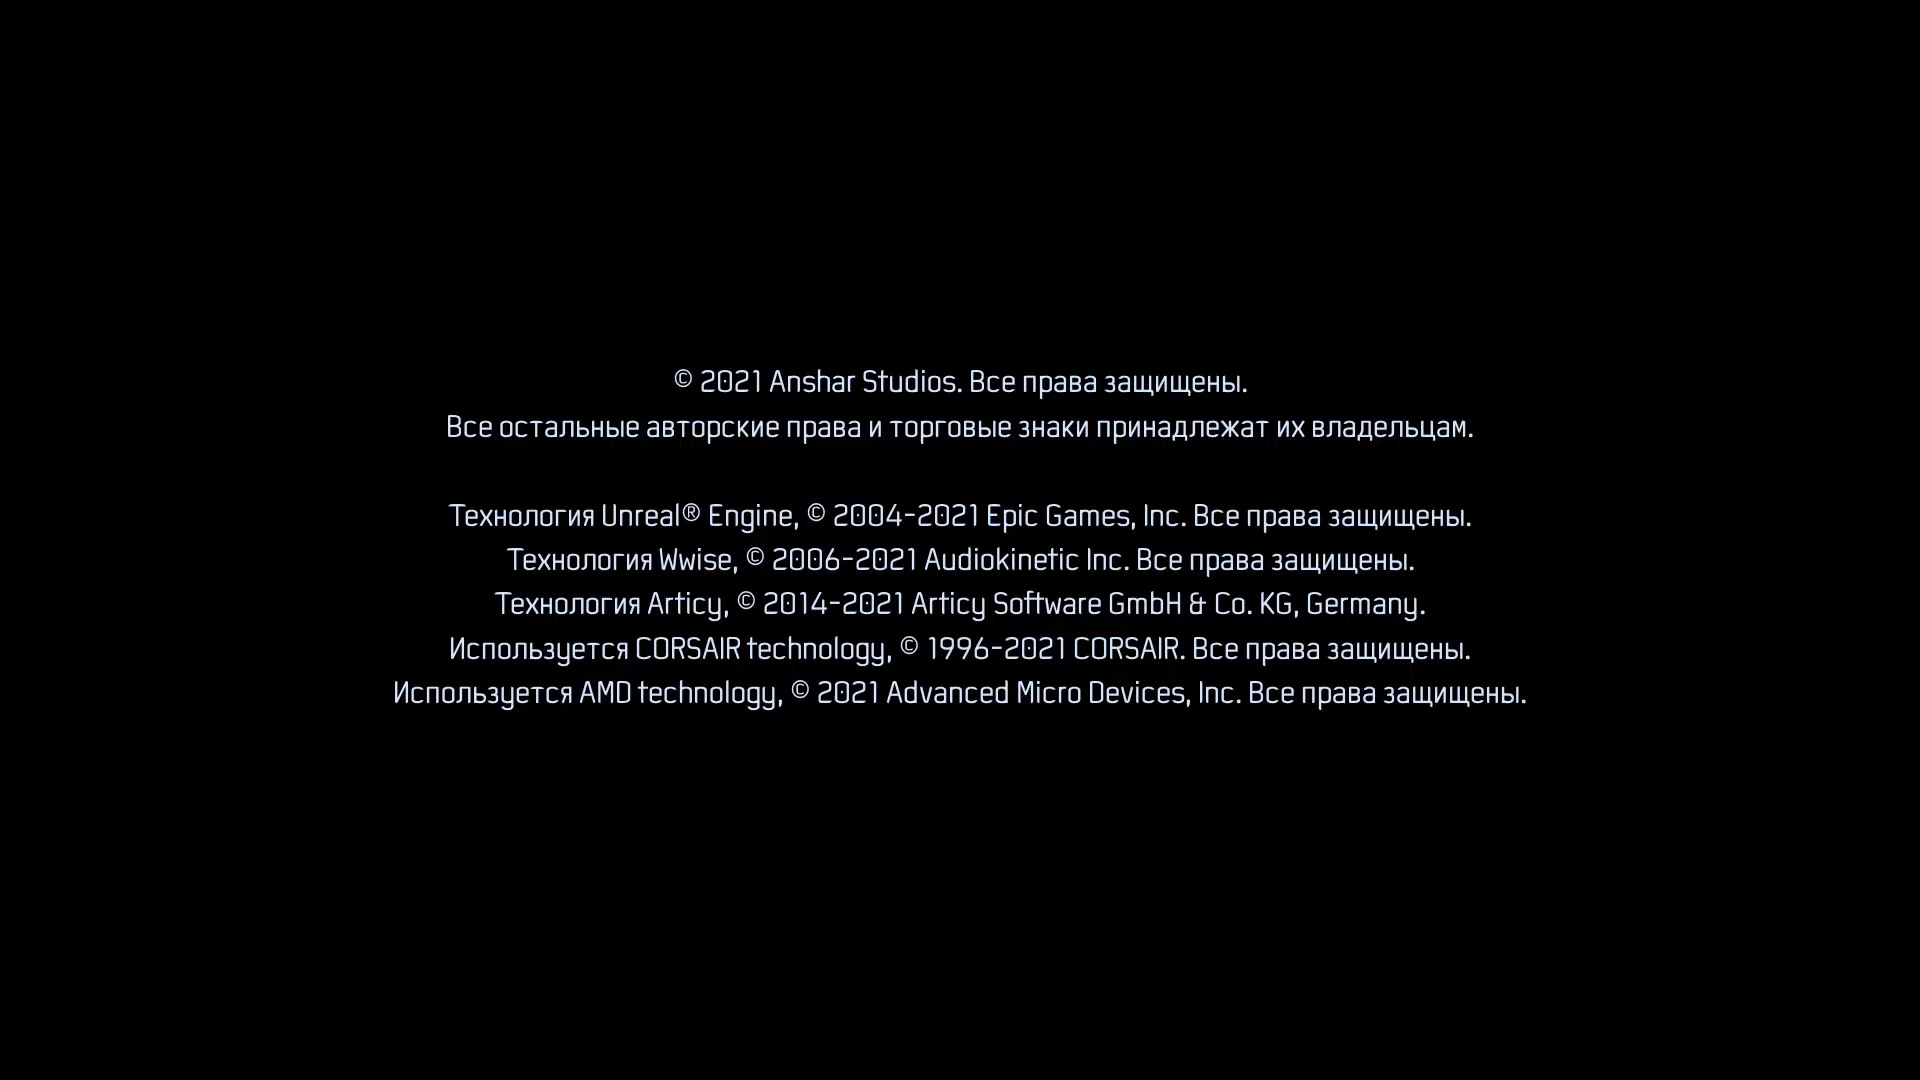 © 2021 Anshar Studios. Все права защищены.
Все остальные авторские права и торговые знаки принадлежат их владельцам.
Технология Unreal® Engine, © 2004-2021 Epic Games, Inc. Все права защищены.
Технология Wwise, © 2006-2021 Audiokinetic Inc. Все права защищены.
Технология Articy, © 2014-2021 Articy Software GmbH & Co. KG, Germany.
Используется CORSAIR technology, © 1996-2021 CORSAIR. Все права защищены.
Используется AMD technology, © 2021 Advanced Micro Devices, Inc. Все права защищены.